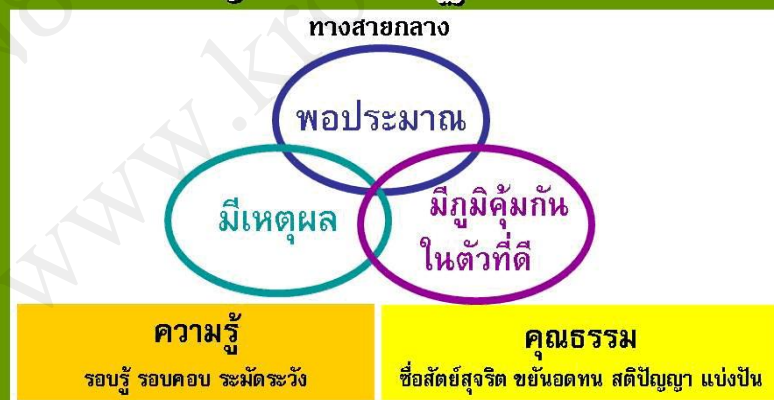 ทางสายกลาง
พอประมาณ
มีเหตุผล
มีภูมิคุ้มกัน
ในตัวที่ดี
ความรู้
รอบรู้ รอบคอบ ระมัดระวัง
คุณธรรม
ซื่อสัตย์สุจริต ขยันอดทน สติปัญญา แบ่งปัน